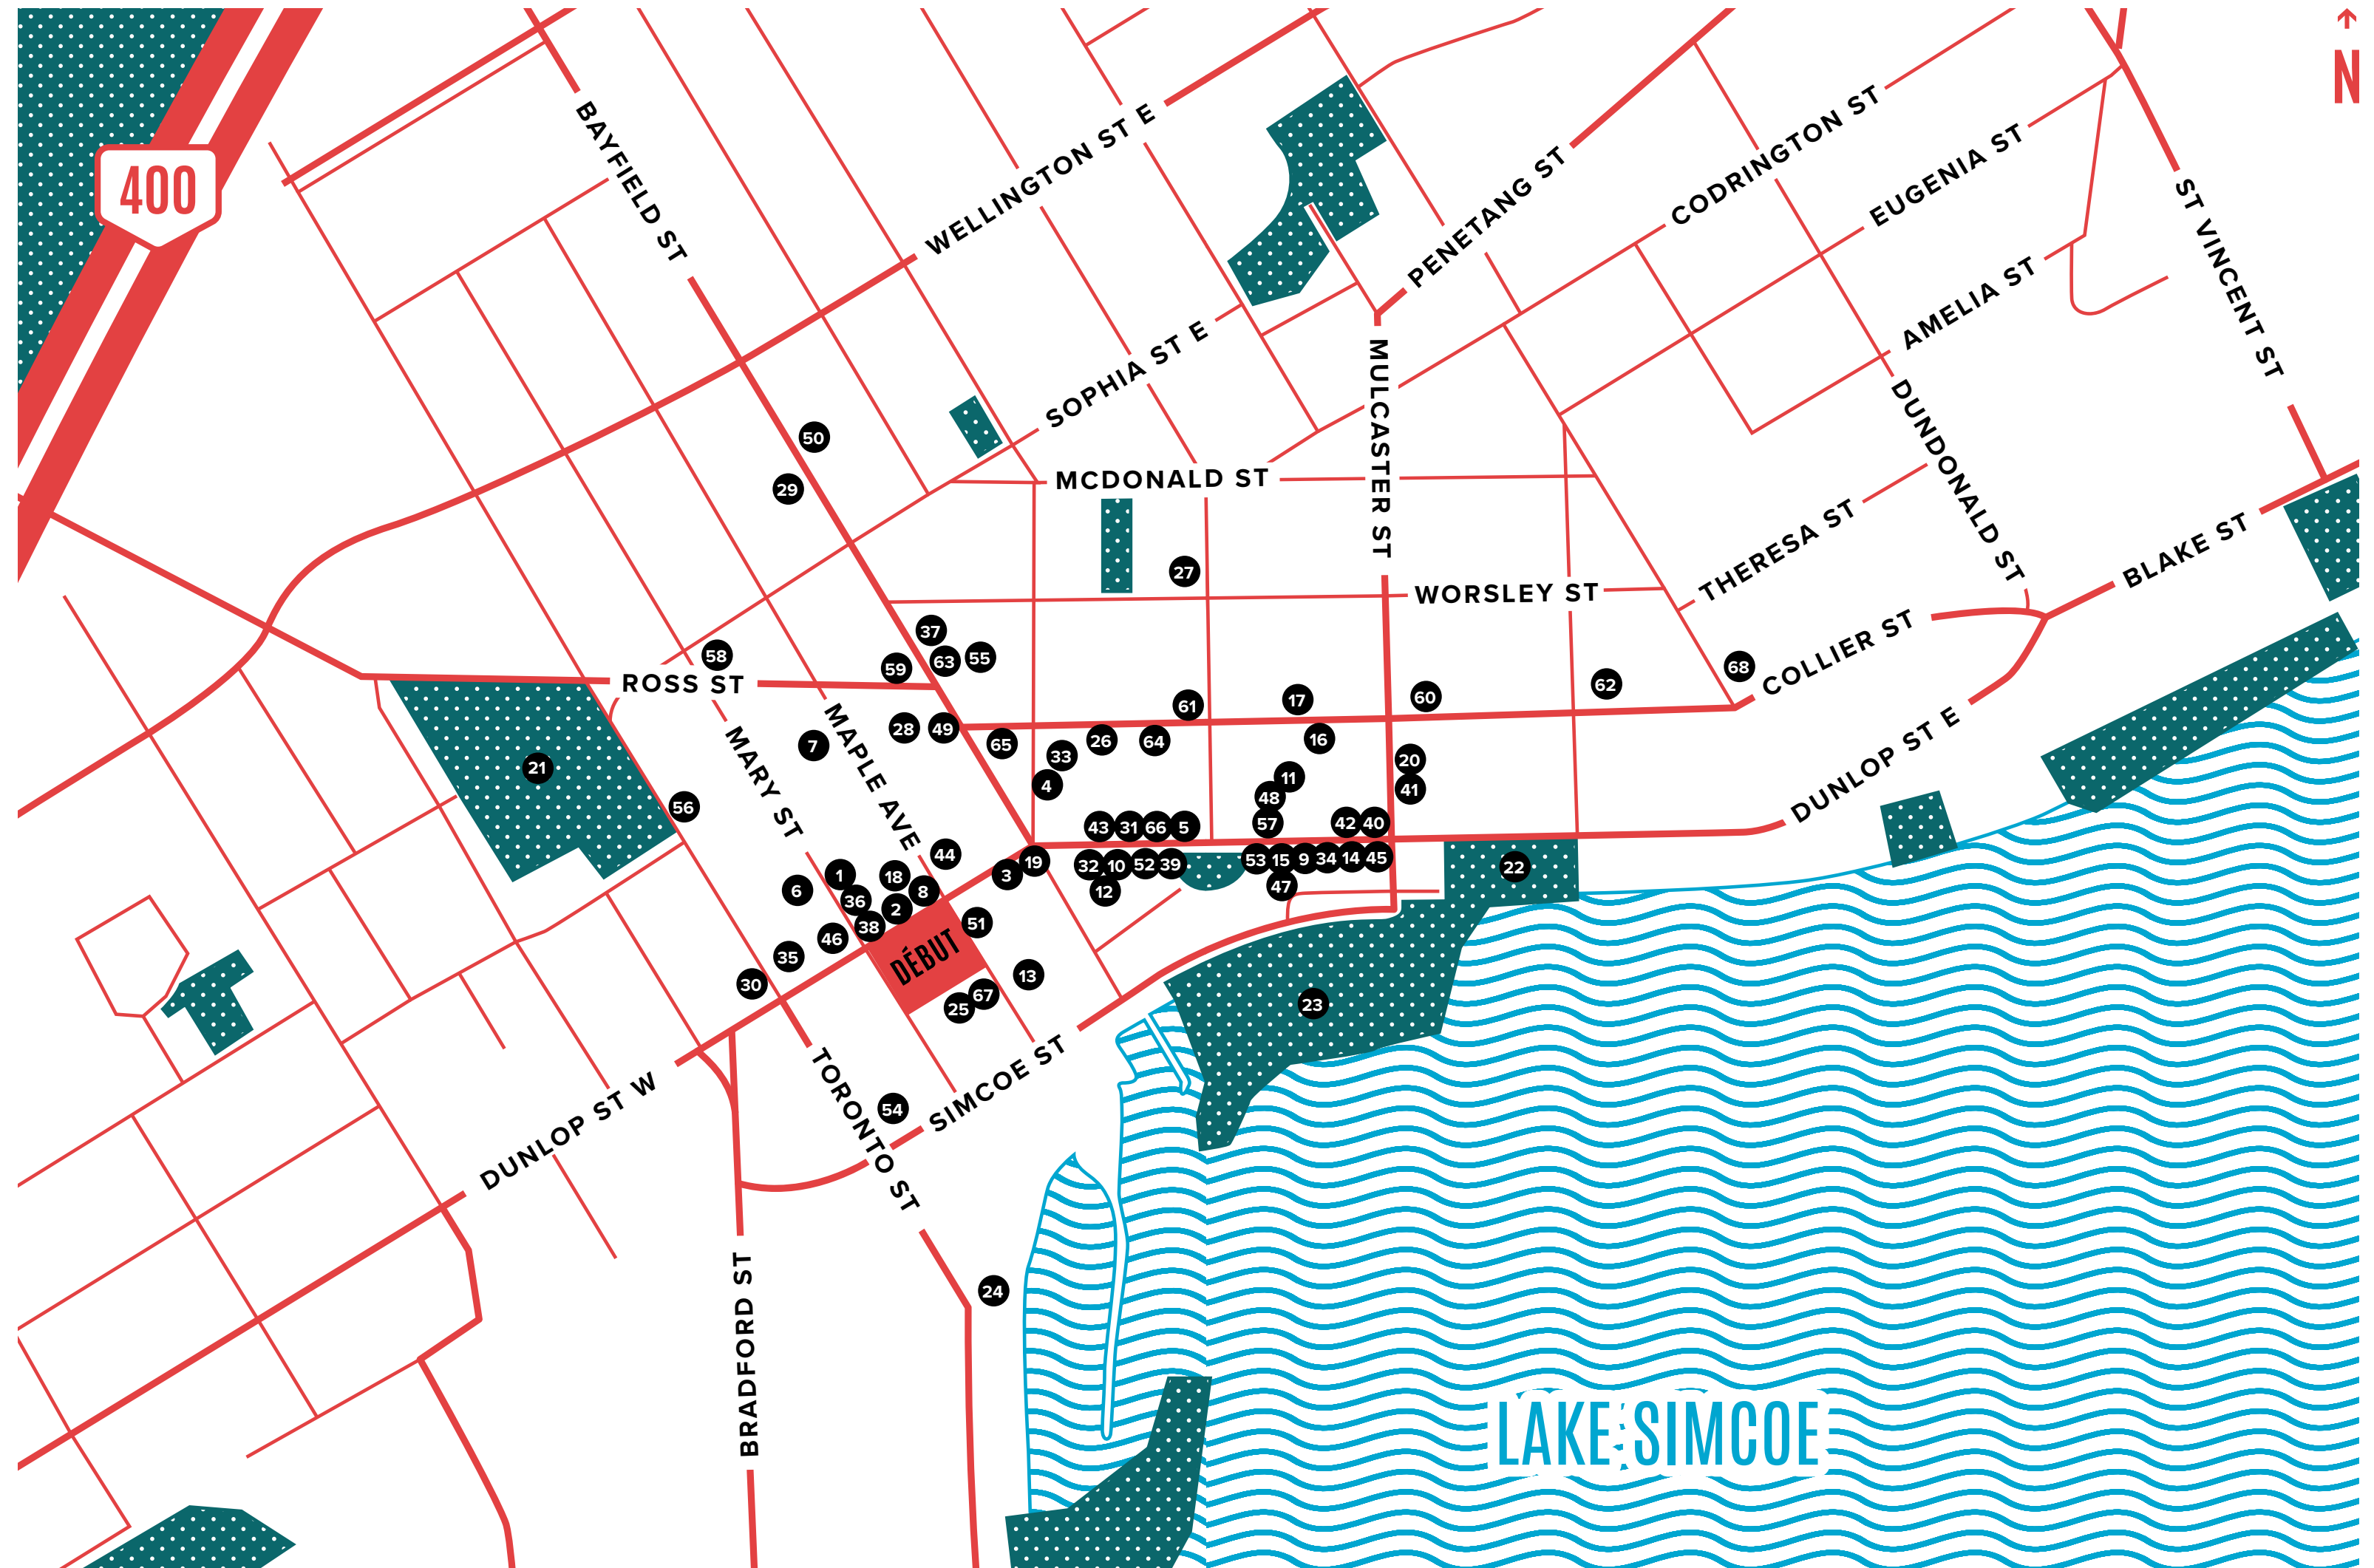 N
400
BAYFIELD ST
WELLINGTON ST E
PENETANG ST
CODRINGTON ST
EUGENIA ST
ST VINCENT ST
SOPHIA ST E
MULCASTER ST
AMELIA ST
DUNDONALD ST
50
29
MCDONALD ST
27
WORSLEY ST
THERESA ST
BLAKE ST
37
58
59
63
55
ROSS ST
62
68
COLLIER ST
61
17
60
MARY ST
MAPLE AVE
28
49
7
65
33
26
64
16
20
21
4
11
48
41
DUNLOP ST E
56
43
31
66
5
57
42
40
44
19
3
32
10
52
39
53
15
9
34
14
45
22
12
47
6
1
18
8
36
2
38
51
46
35
30
DÉBUT
13
67
25
23
SIMCOE ST
DUNLOP ST W
TORONTO ST
54
24
BRADFORD ST
LAKE SIMCOE